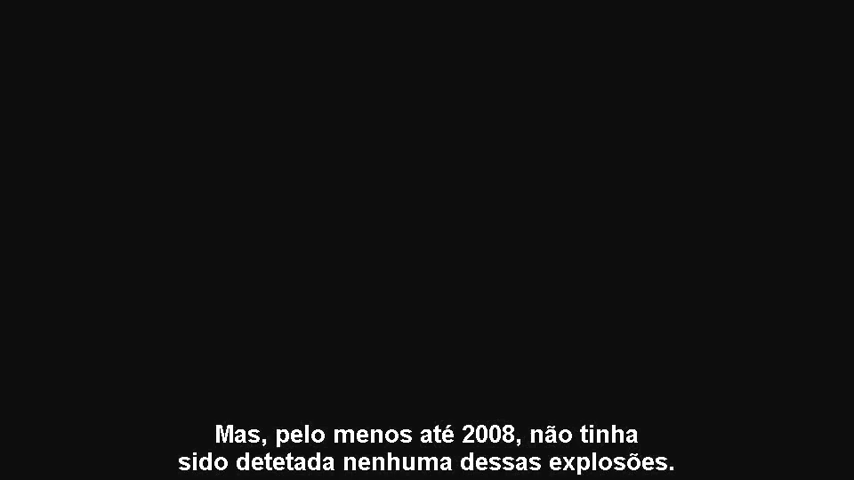 Mas, pelo menos até 2008, não tinha
sido detetada nenhuma dessas explosões.